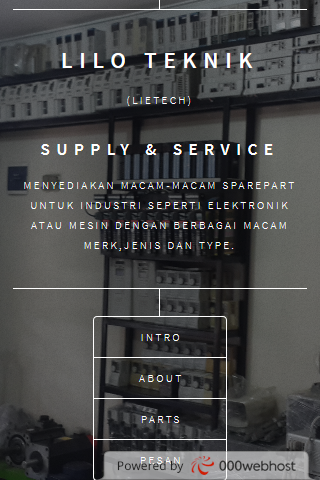 LILO TEKNIK
(LIETECH)
SUPPLY & SERVICE
MENYEDIAKAN MACAM-MACAM SPAREPART
UNTUK INDUSTRI SEPERTI ELEKTRONIK
ATAU MESIN DENGAN BERBAGAI MACAM
MERK,JENIS DAN TYPE.
INTRO
ABOUT
PARTS
PESAN
Powered by 000webhost